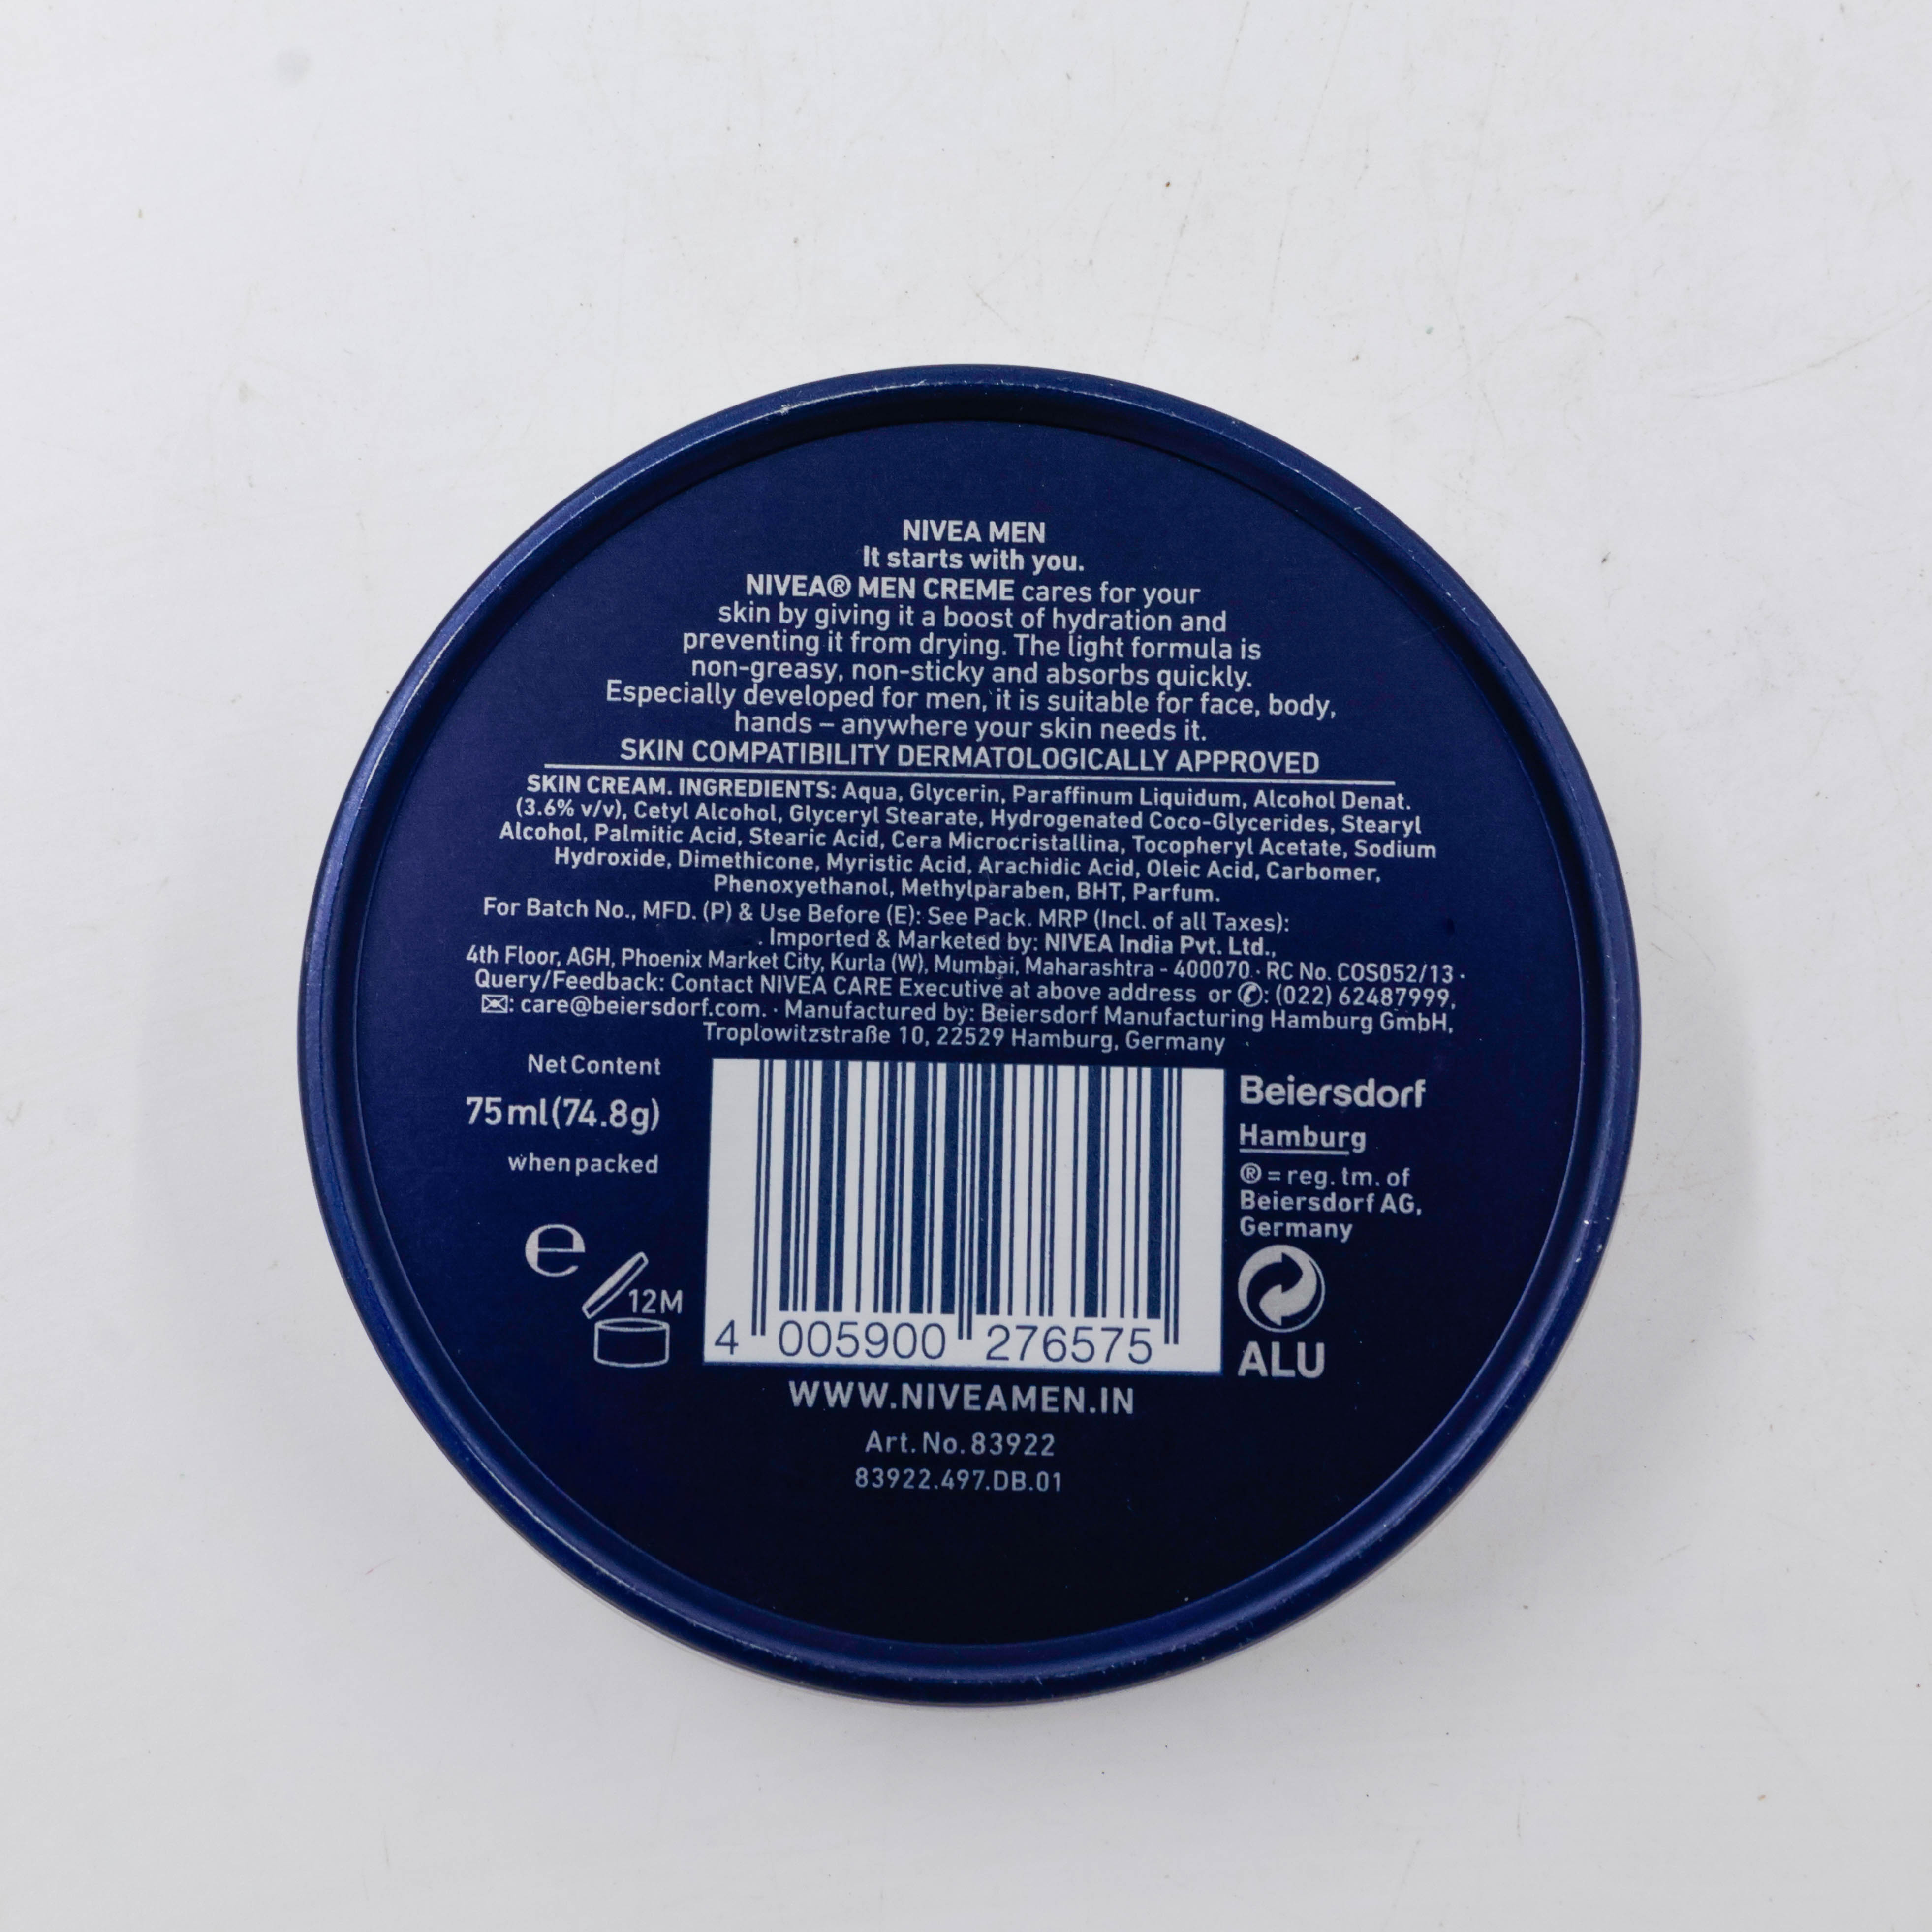 NIVEA MEN
It starts with you.
NIVEA® MEN CREME cares for your
skin by giving it a boost of hydration and
preventing it from drying. The light formula is
non-greasy, non-sticky and absorbs quickly.
Especially developed for men, it is suitable for face, body,
hands – anywhere your skin needs it.
SKIN COMPATIBILITY DERMATOLOGICALLY APPROVED
SKIN CREAM. INGREDIENTS: Aqua, Glycerin, Paraffinum Liquidum, Alcohol Denat.
(3.6% v/v), Cetyl Alcohol, Glyceryl Stearate, Hydrogenated Coco-Glycerides, Stearyl
Alcohol, Palmitic Acid, Stearic Acid, Cera Microcristallina, Tocopheryl Acetate, Sodium
Hydroxide, Dimethicone, Myristic Acid, Arachidic Acid, Oleic Acid, Carbomer,
Phenoxyethanol, Methylparaben, BHT, Parfum.
For Batch No., MFD. (P) & Use Before (E): See Pack. MRP (Incl. of all Taxes):
. Imported & Marketed by: NIVEA India Pvt. Ltd.,
4th Floor, AGH, Phoenix Market City, Kurla (W), Mumbai, Maharashtra - 400070 · RC No. COS052/13 ·
Query/Feedback: Contact NIVEA CARE Executive at above address or ✆: (022) 62487999,
✉: care@beiersdorf.com. · Manufactured by: Beiersdorf Manufacturing Hamburg GmbH,
Troplowitzstraße 10, 22529 Hamburg, Germany
Net Content
75 ml (74.8g)
when packed
e
12M
4 005900 276575
Beiersdorf
Hamburg
® = reg. tm. of
Beiersdorf AG,
Germany
ALU
WWW.NIVEAMEN.IN
Art. No. 83922
83922.497.DB.01